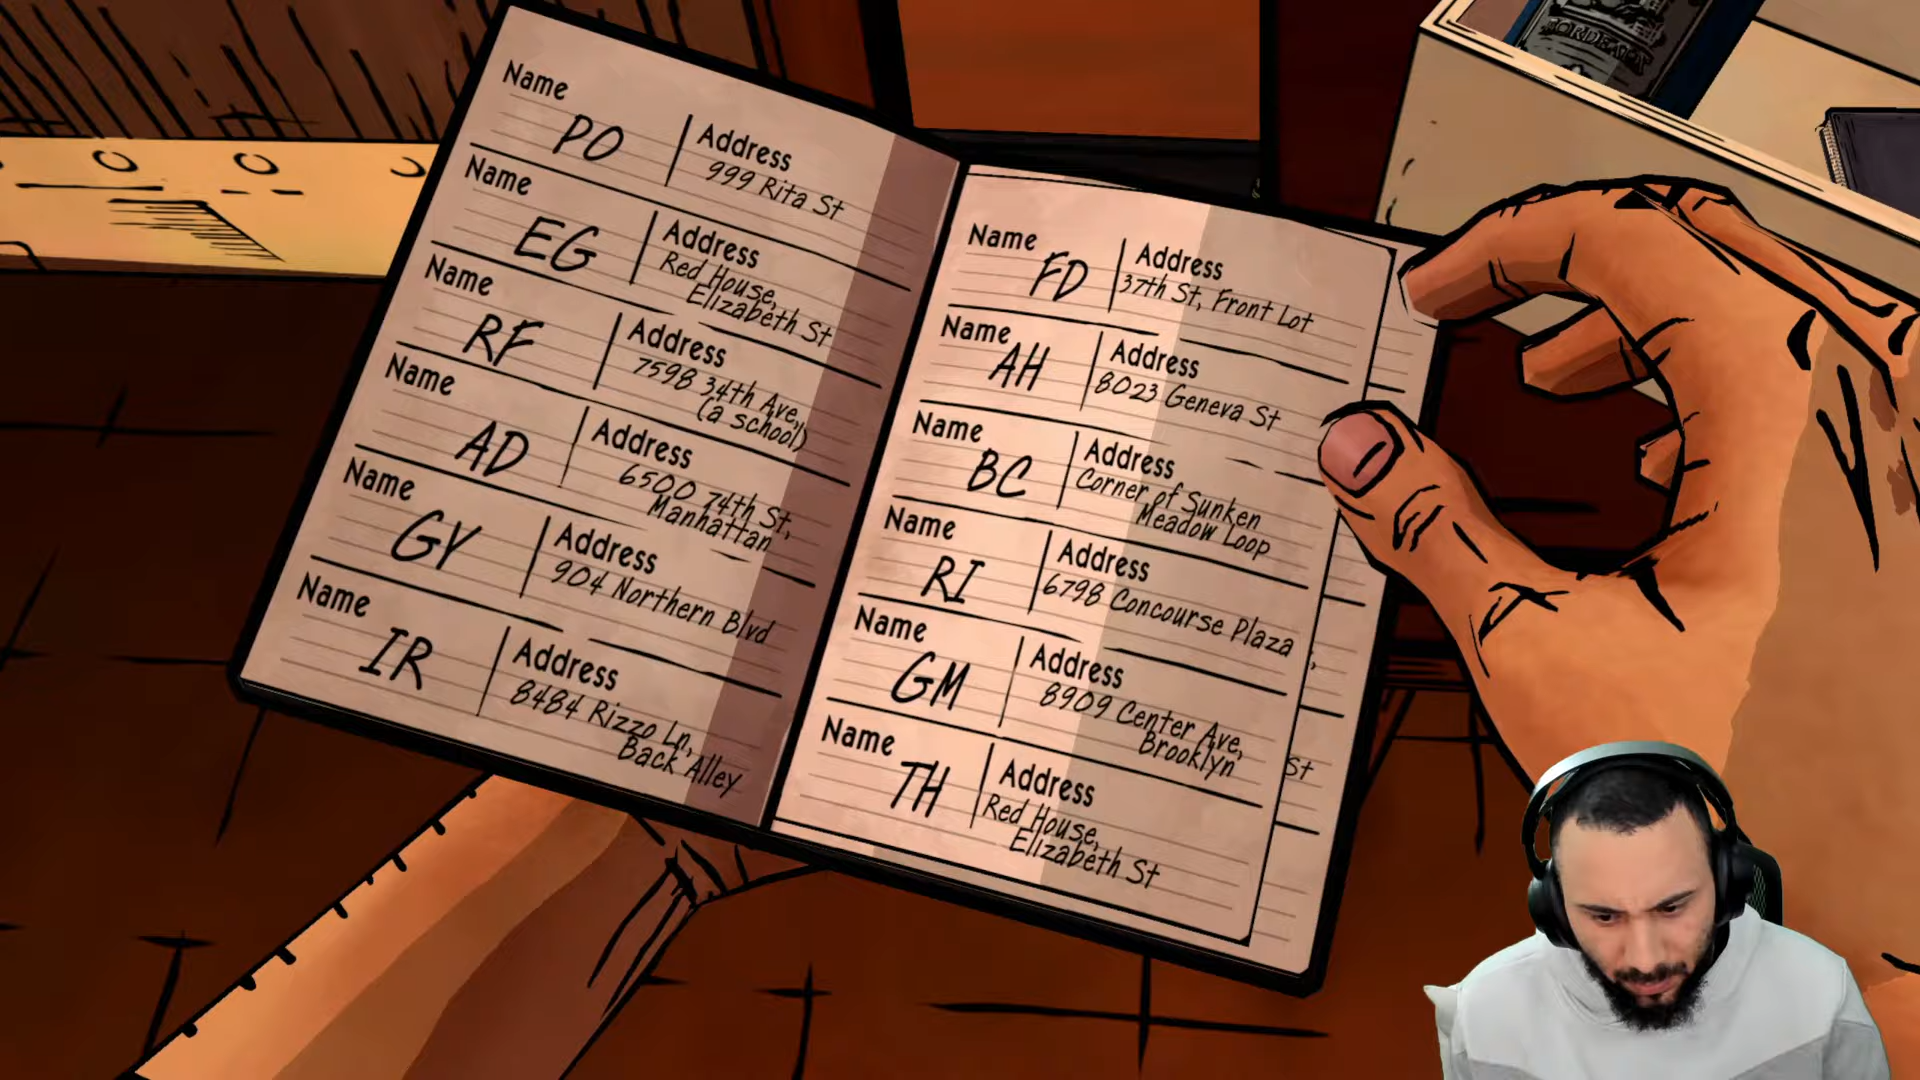 Name
PO
Address
999 Rita St
Name
EG
Address
Red House,
Elizabeth St
Name
RF
Address
7598 34th Ave,
(a school)
Name
AD
Address
6500 74th St,
Manhattan
Name
GY
Address
904 Northern Blvd
Name
IR
Address
8484 Rizzo Ln,
Back Alley
Name
FD
Address
37th St, Front Lot
Name
AH
Address
8023 Geneva St
Name
BC
Address
Corner of Sunken
Meadow Loop
Name
RI
Address
6798 Concourse Plaza
Name
GM
Address
8909 Center Ave,
Brooklyn
Name
TH
Address
Red House,
Elizabeth St
,
St